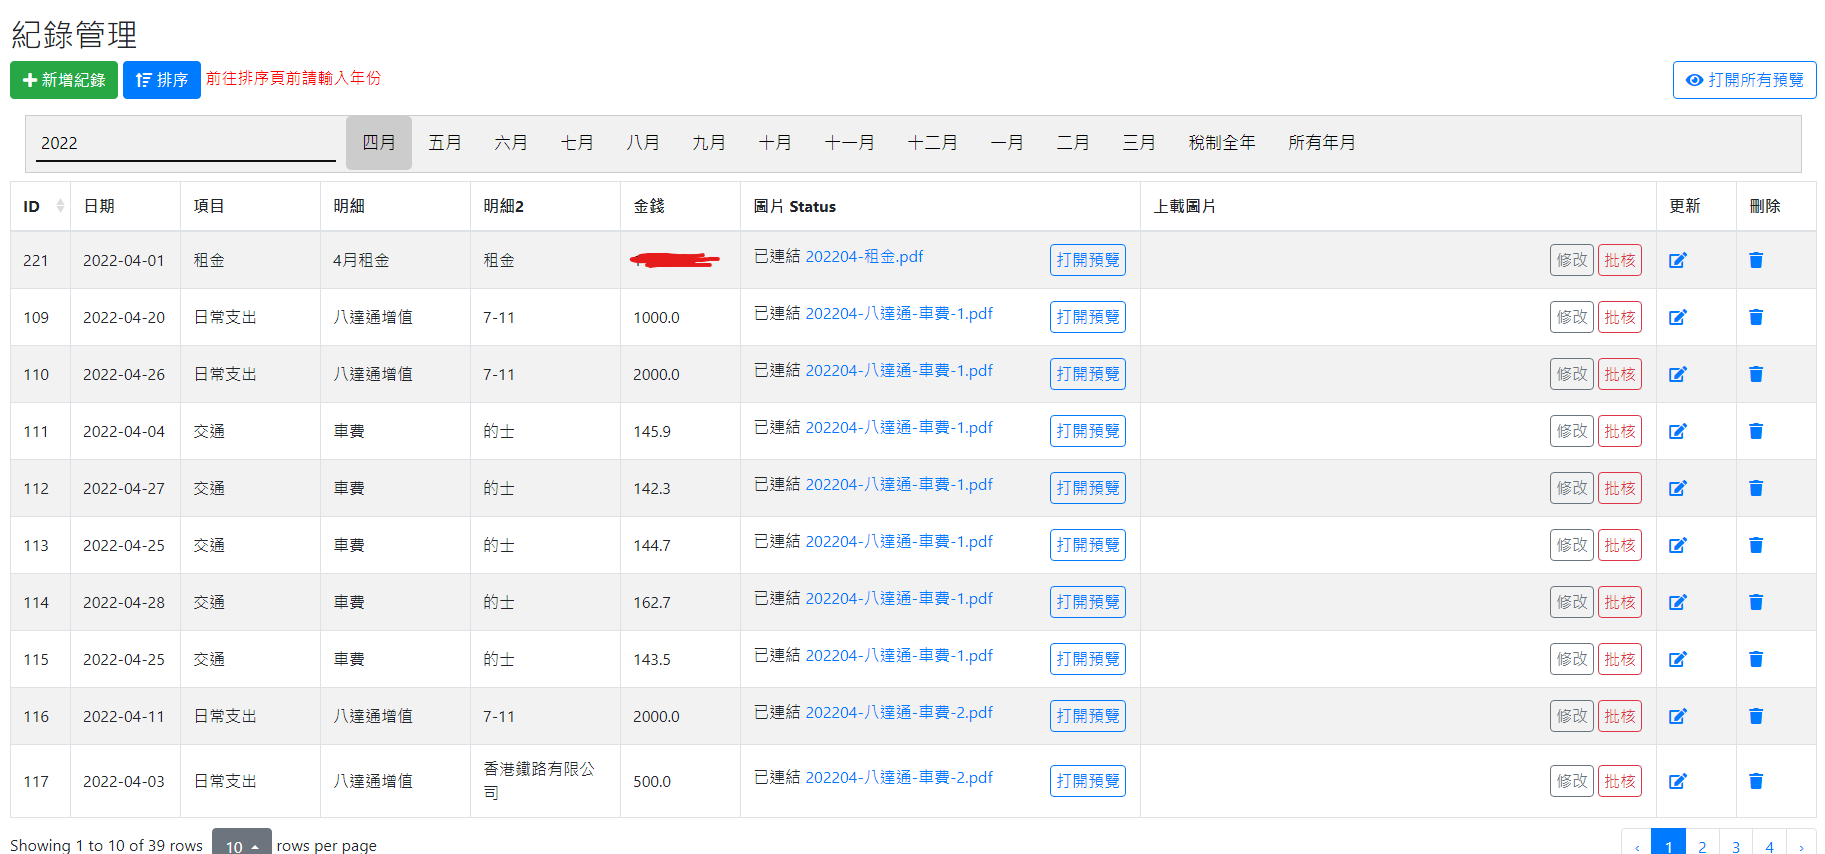 紀錄管理
新增紀錄 排序 前往排序頁前請輸入年份 打開所有預覽
2022 四月 五月 六月 七月 八月 九月 十月 十一月 十二月 一月 二月 三月 稅制全年 所有年月
ID 日期 項目 明細 明細2 金錢 圖片 Status 上載圖片 更新 刪除
221 2022-04-01 租金 4月租金 租金 已連結 202204-租金.pdf 打開預覽 修改 批核
109 2022-04-20 日常支出 八達通增值 7-11 1000.0 已連結 202204-八達通-車費-1.pdf 打開預覽 修改 批核
110 2022-04-26 日常支出 八達通增值 7-11 2000.0 已連結 202204-八達通-車費-1.pdf 打開預覽 修改 批核
111 2022-04-04 交通 車費 的士 145.9 已連結 202204-八達通-車費-1.pdf 打開預覽 修改 批核
112 2022-04-27 交通 車費 的士 142.3 已連結 202204-八達通-車費-1.pdf 打開預覽 修改 批核
113 2022-04-25 交通 車費 的士 144.7 已連結 202204-八達通-車費-1.pdf 打開預覽 修改 批核
114 2022-04-28 交通 車費 的士 162.7 已連結 202204-八達通-車費-1.pdf 打開預覽 修改 批核
115 2022-04-25 交通 車費 的士 143.5 已連結 202204-八達通-車費-1.pdf 打開預覽 修改 批核
116 2022-04-11 日常支出 八達通增值 7-11 2000.0 已連結 202204-八達通-車費-2.pdf 打開預覽 修改 批核
117 2022-04-03 日常支出 八達通增值 香港鐵路有限公 500.0 已連結 202204-八達通-車費-2.pdf 打開預覽 修改 批核
司
Showing 1 to 10 of 39 rows 10 rows per page ‹ 1 2 3 4 ›